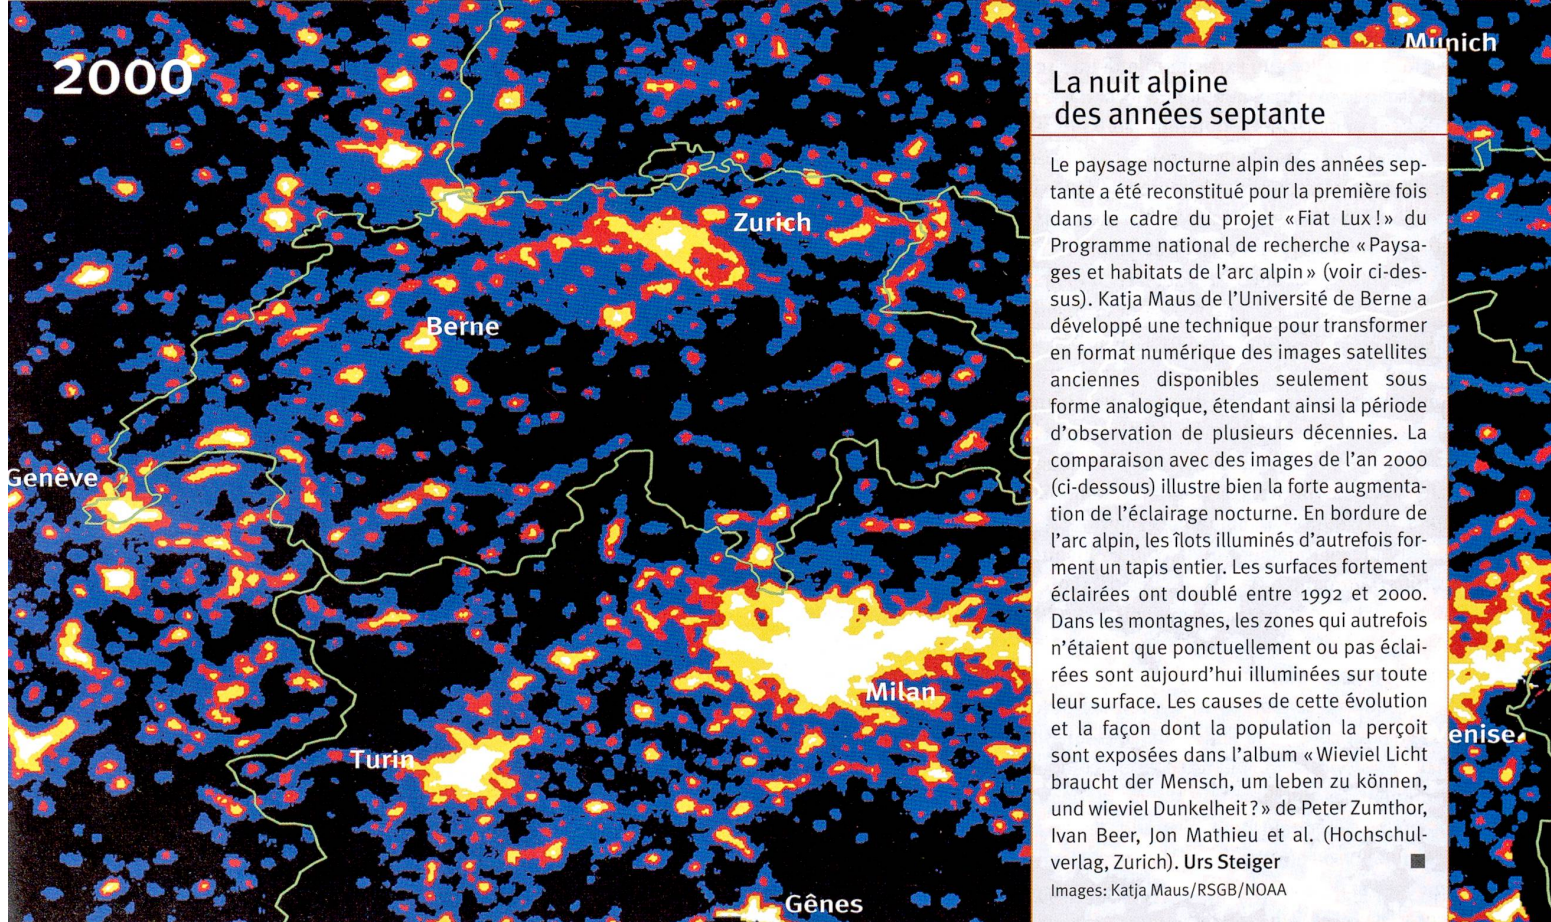 2000
Munich
Zurich
Berne
Genève
Milan
Turin
enise
Gênes
La nuit alpine
des années septante
Le paysage nocturne alpin des années sep-
tante a été reconstitué pour la première fois
dans le cadre du projet «Fiat Lux!» du
Programme national de recherche «Paysa-
ges et habitats de l'arc alpin» (voir ci-des-
sus). Katja Maus de l'Université de Berne a
développé une technique pour transformer
en format numérique des images satellites
anciennes disponibles seulement sous
forme analogique, étendant ainsi la période
d'observation de plusieurs décennies. La
comparaison avec des images de l'an 2000
(ci-dessous) illustre bien la forte augmenta-
tion de l'éclairage nocturne. En bordure de
l'arc alpin, les îlots illuminés d'autrefois for-
ment un tapis entier. Les surfaces fortement
éclairées ont doublé entre 1992 et 2000.
Dans les montagnes, les zones qui autrefois
n'étaient que ponctuellement ou pas éclai-
rées sont aujourd'hui illuminées sur toute
leur surface. Les causes de cette évolution
et la façon dont la population la perçoit
sont exposées dans l'album «Wieviel Licht
braucht der Mensch, um leben zu können,
und wieviel Dunkelheit?» de Peter Zumthor,
Ivan Beer, Jon Mathieu et al. (Hochschul-
verlag, Zurich). Urs Steiger
Images: Katja Maus/RSGB/NOAA